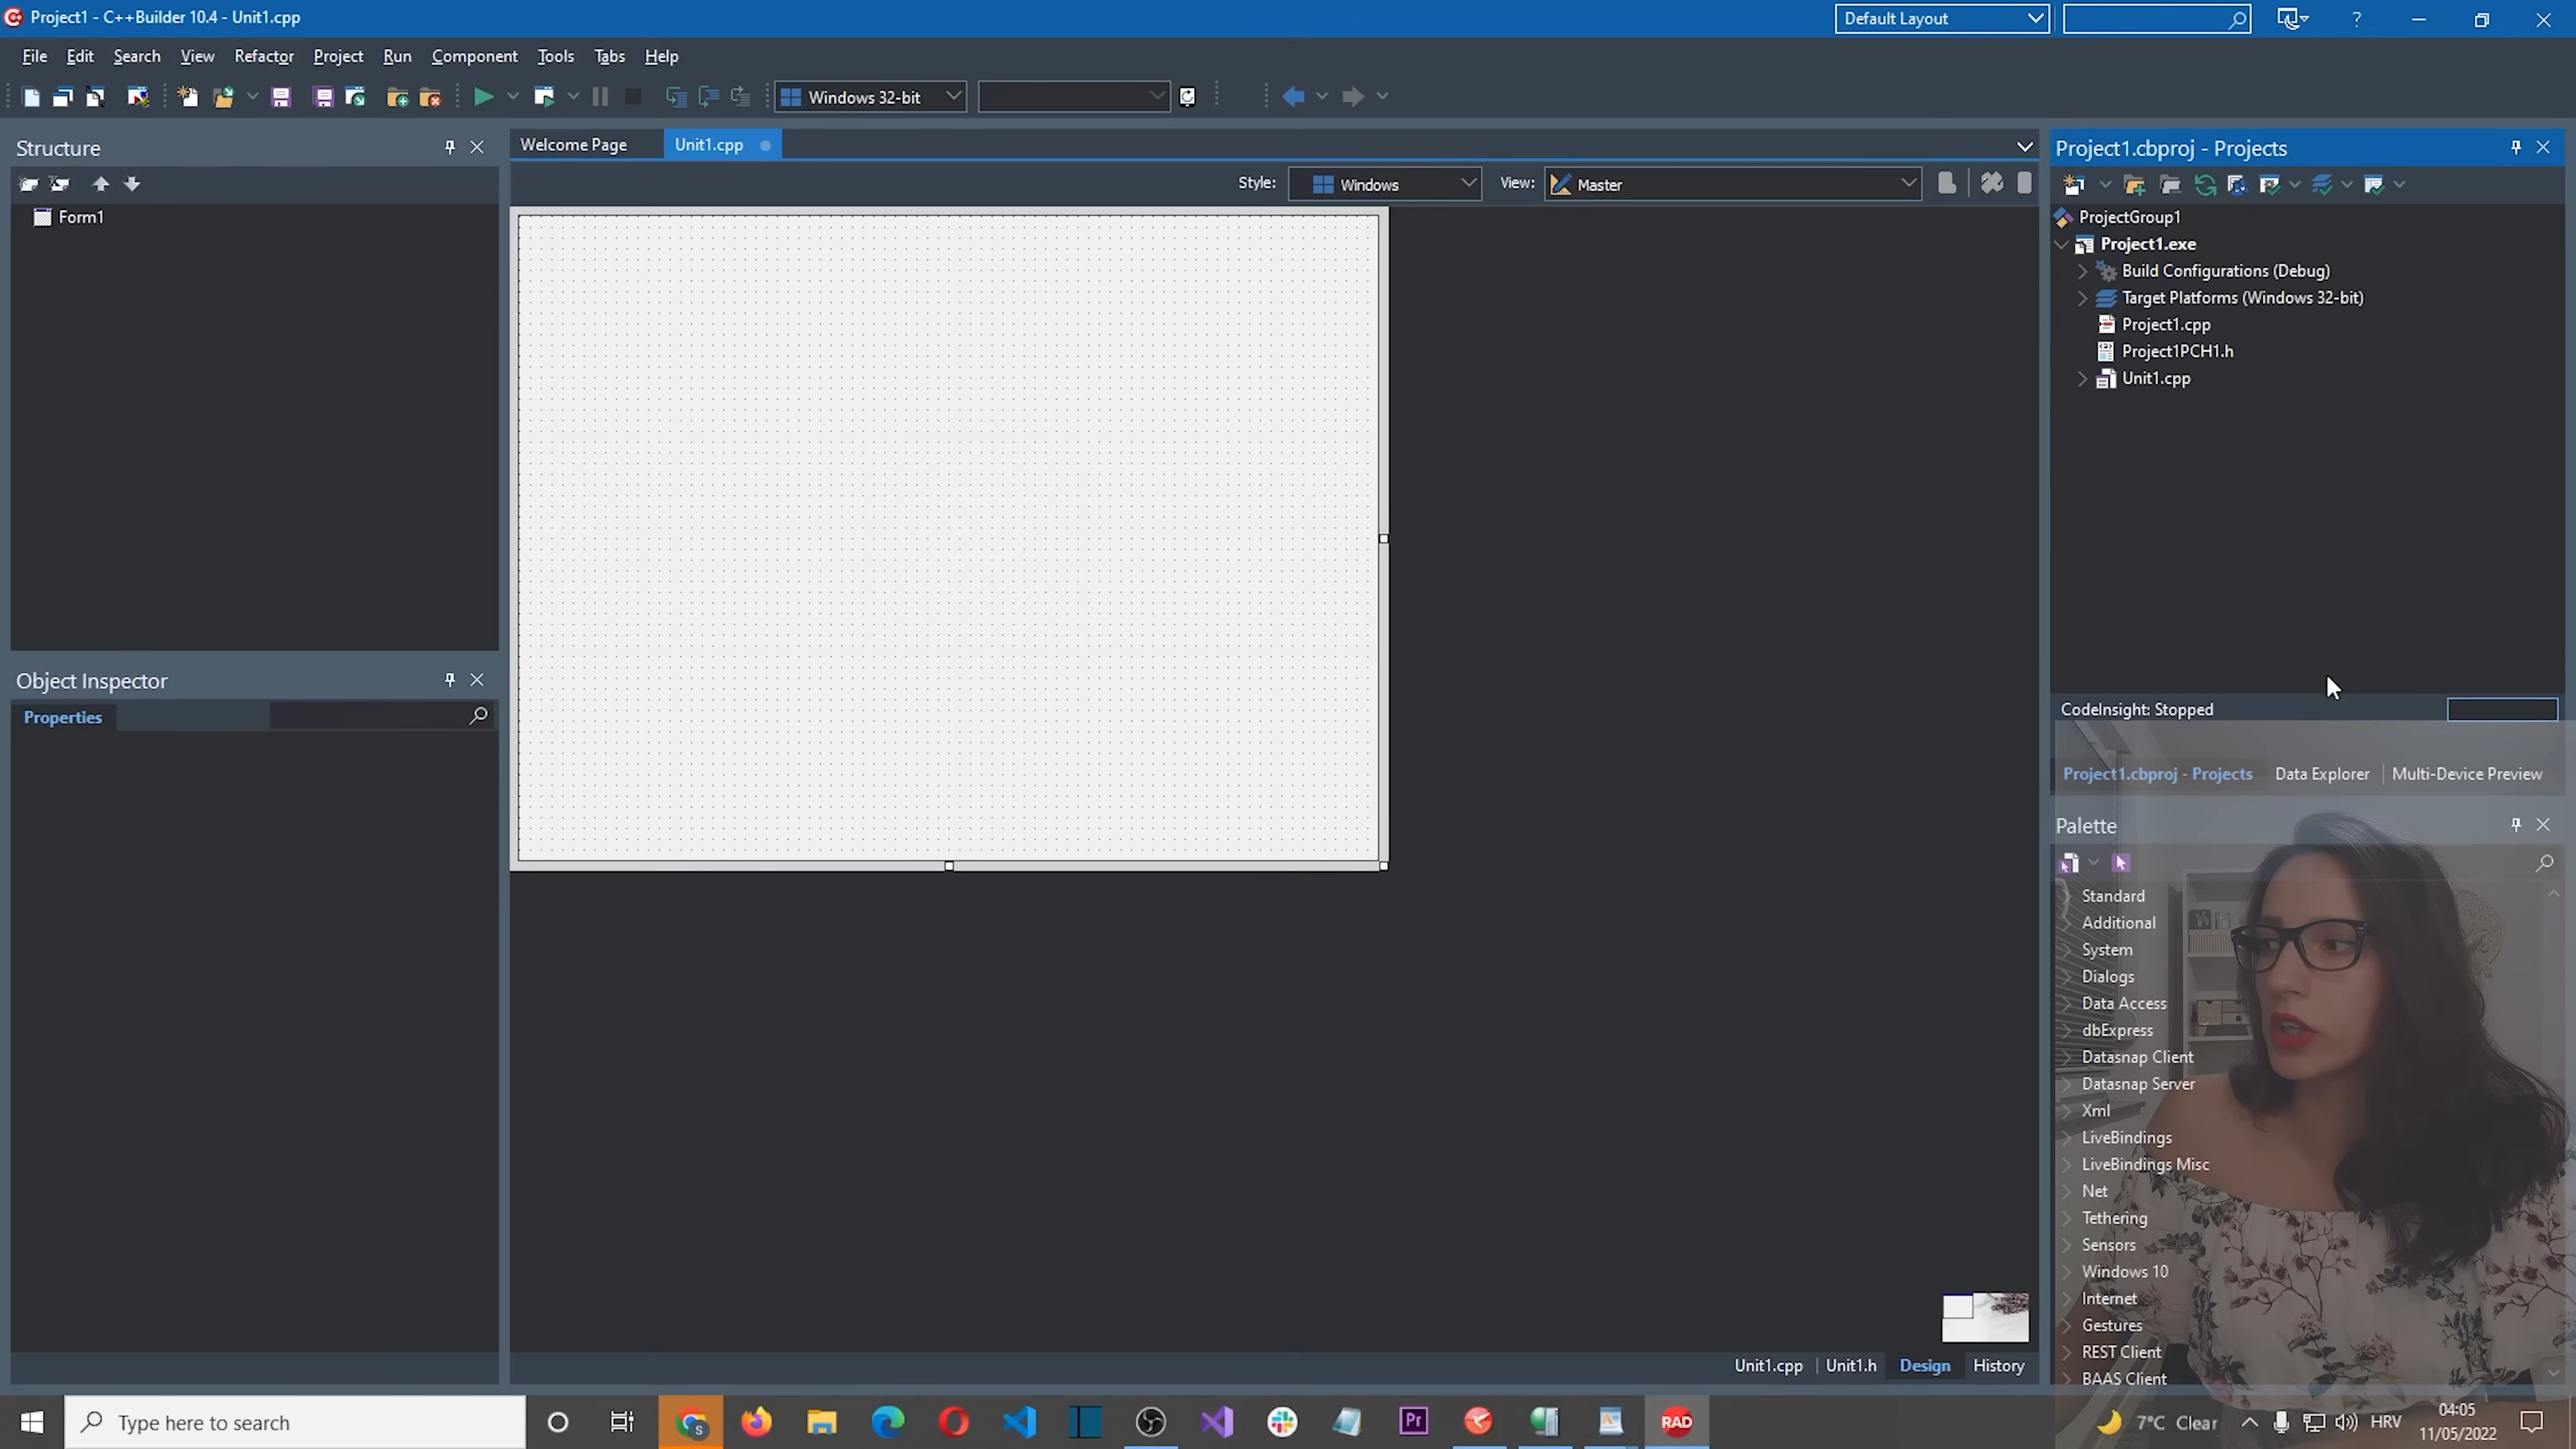 Project1 - C++Builder 10.4 - Unit1.cpp
Default Layout
?
File Edit Search View Refactor Project Run Component Tools Tabs Help
Windows 32-bit
Structure
Form1
Object Inspector
Properties
Welcome Page
Unit1.cpp
Style:
Windows
View:
Master
Unit1.cpp
Unit1.h
Design
History
Project1.cbproj - Projects
ProjectGroup1
Project1.exe
Build Configurations (Debug)
Target Platforms (Windows 32-bit)
Project1.cpp
Project1PCH1.h
Unit1.cpp
CodeInsight: Stopped
Project1.cbproj - Projects
Data Explorer
Multi-Device Preview
Palette
Standard
Additional
System
Dialogs
Data Access
dbExpress
Datasnap Client
Datasnap Server
Xml
LiveBindings
LiveBindings Misc
Net
Tethering
Sensors
Windows 10
Internet
Gestures
REST Client
BAAS Client
Type here to search
S
Pr
RAD
7°C Clear
HRV
04:05
11/05/2022